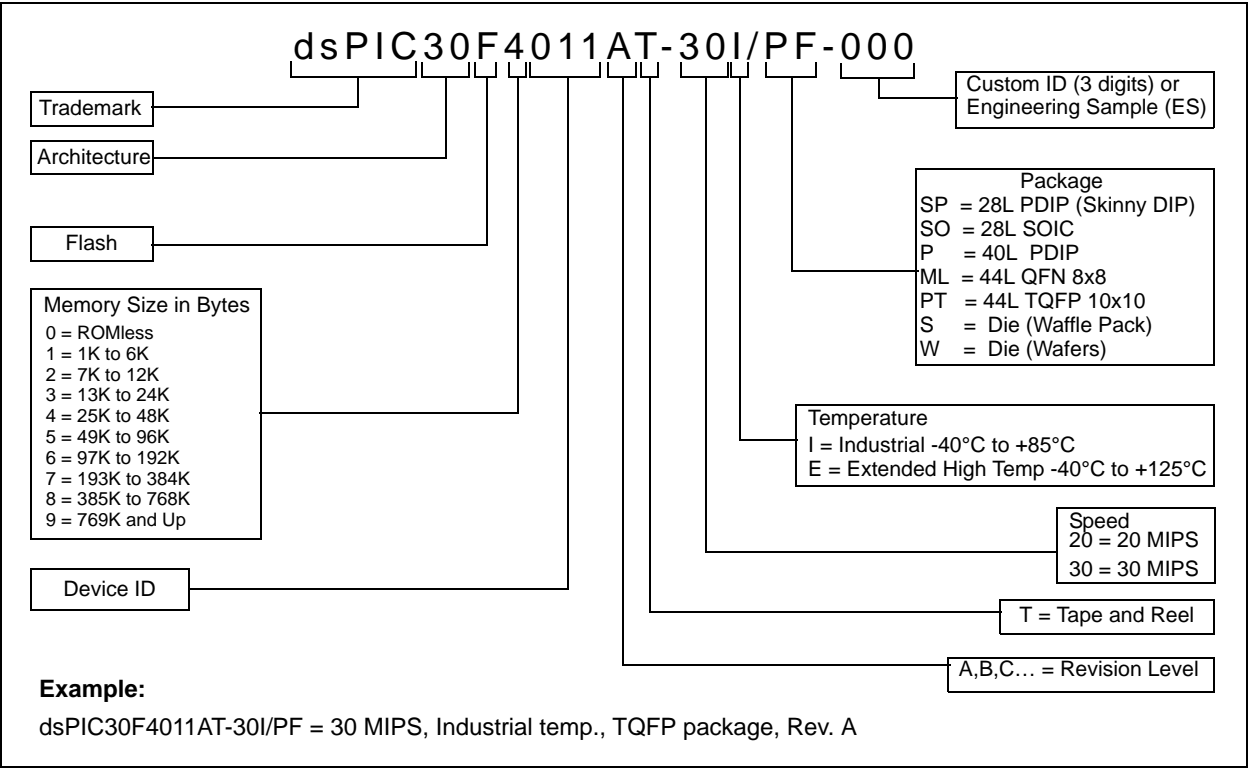 dsPIC30F4011AT-30I/PF-000
Trademark
Architecture
Flash
Memory Size in Bytes
0 = ROMless
1 = 1K to 6K
2 = 7K to 12K
3 = 13K to 24K
4 = 25K to 48K
5 = 49K to 96K
6 = 97K to 192K
7 = 193K to 384K
8 = 385K to 768K
9 = 769K and Up
Device ID
Custom ID (3 digits) or
Engineering Sample (ES)
Package
SP = 28L PDIP (Skinny DIP)
SO = 28L SOIC
P = 40L PDIP
ML = 44L QFN 8x8
PT = 44L TQFP 10x10
S = Die (Waffle Pack)
W = Die (Wafers)
Temperature
I = Industrial -40°C to +85°C
E = Extended High Temp -40°C to +125°C
Speed
20 = 20 MIPS
30 = 30 MIPS
T = Tape and Reel
A,B,C… = Revision Level
Example:
dsPIC30F4011AT-30I/PF = 30 MIPS, Industrial temp., TQFP package, Rev. A